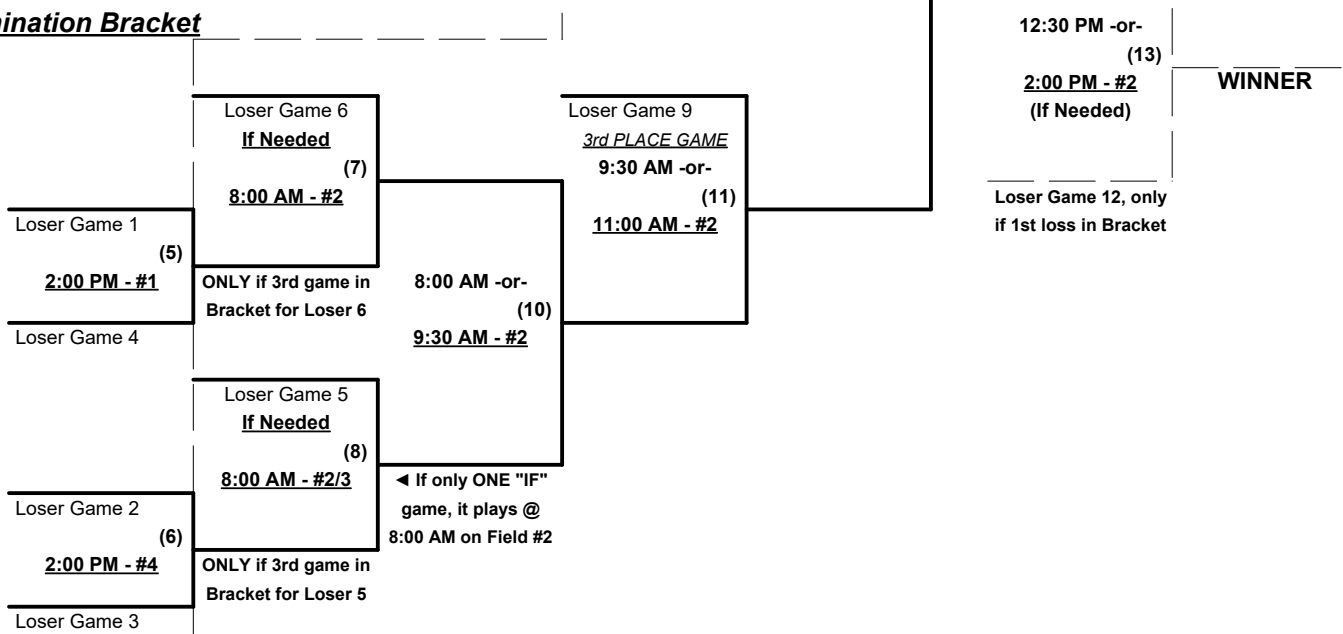 mination Bracket
Loser Game 6
If Needed
(7)
8:00 AM - #2
Loser Game 1
(5)
2:00 PM - #1
Loser Game 4
ONLY if 3rd game in
Bracket for Loser 6
Loser Game 5
If Needed
(8)
8:00 AM - #2/3
Loser Game 2
(6)
2:00 PM - #4
Loser Game 3
ONLY if 3rd game in
Bracket for Loser 5
8:00 AM -or-
(10)
9:30 AM - #2
◄ If only ONE "IF"
game, it plays @
8:00 AM on Field #2
Loser Game 9
3rd PLACE GAME
9:30 AM -or-
(11)
11:00 AM - #2
12:30 PM -or-
(13)
2:00 PM - #2
(If Needed)
WINNER
Loser Game 12, only
if 1st loss in Bracket